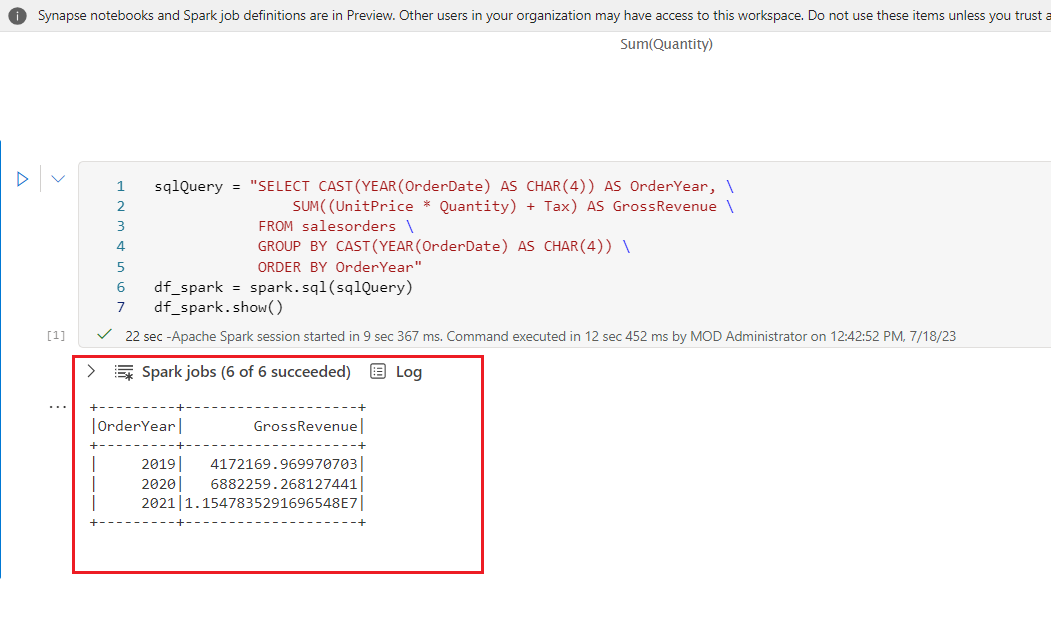 Synapse notebooks and Spark job definitions are in Preview. Other users in your organization may have access to this workspace. Do not use these items unless you trust a
Sum(Quantity)
1 sqlQuery = "SELECT CAST(YEAR(OrderDate) AS CHAR(4)) AS OrderYear, \
2 SUM((UnitPrice * Quantity) + Tax) AS GrossRevenue \
3 FROM salesorders \
4 GROUP BY CAST(YEAR(OrderDate) AS CHAR(4)) \
5 ORDER BY OrderYear"
6 df_spark = spark.sql(sqlQuery)
7 df_spark.show()
[1] 22 sec -Apache Spark session started in 9 sec 367 ms. Command executed in 12 sec 452 ms by MOD Administrator on 12:42:52 PM, 7/18/23
Spark jobs (6 of 6 succeeded) Log
+---------+--------------------+
|OrderYear|        GrossRevenue|
+---------+--------------------+
|     2019|   4172169.969970703|
|     2020|   6882259.268127441|
|     2021|1.1547835291696548E7|
+---------+--------------------+